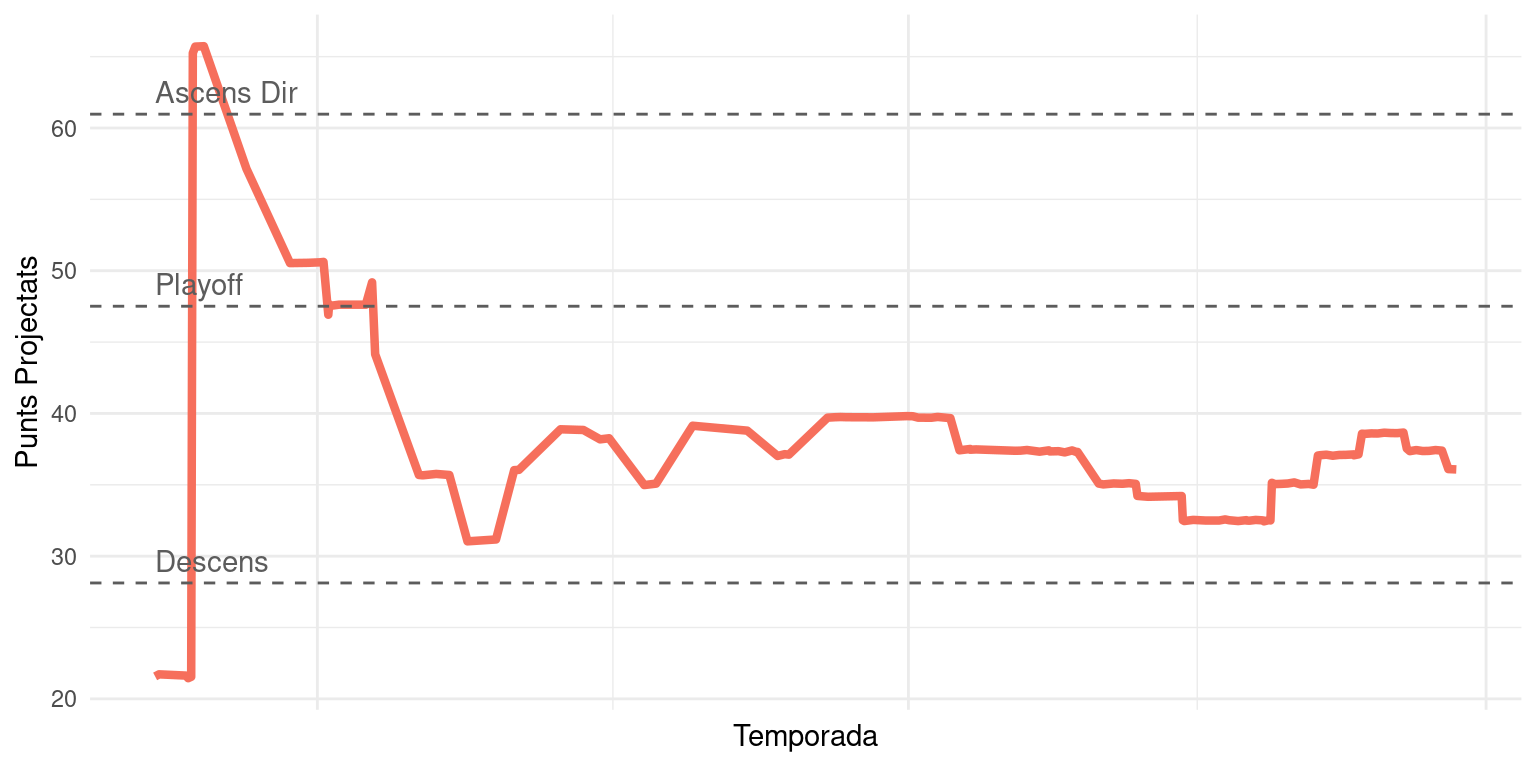 Ascens Dir
60
Playoff
50
40
Descens
30
20
Punts Projectats
Temporada